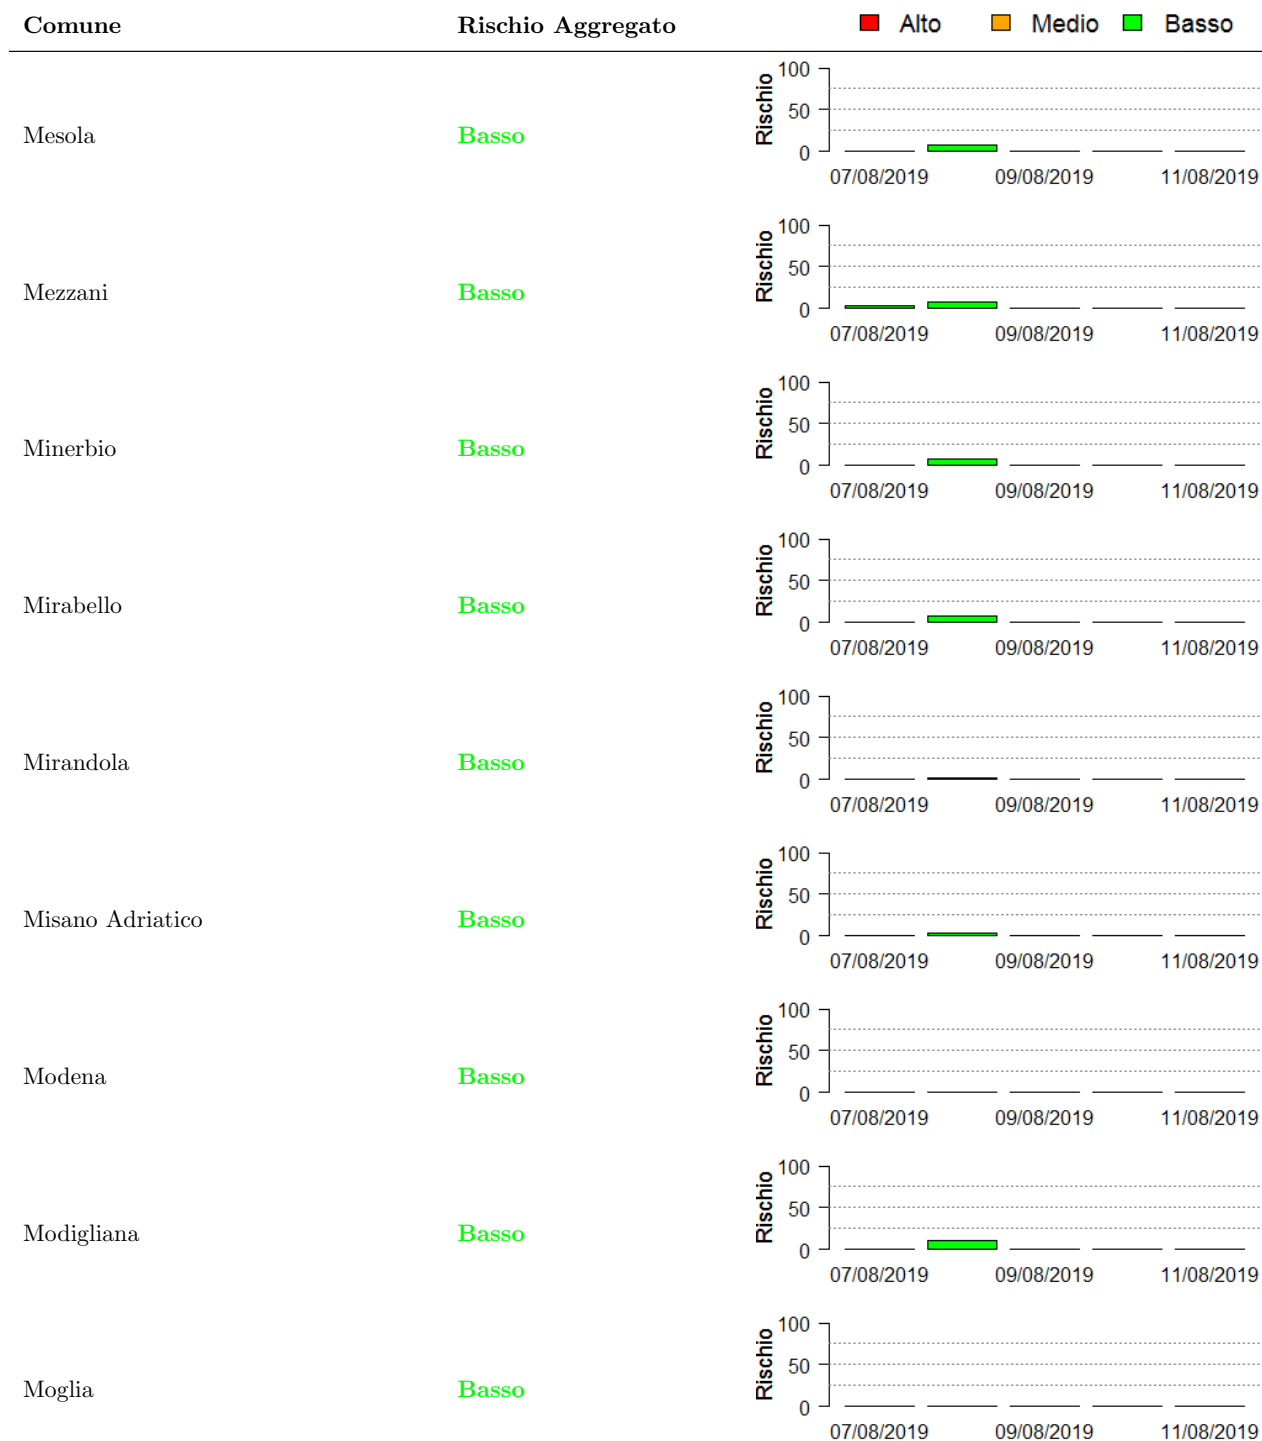 Comune Rischio Aggregato Alto Medio Basso
100
50
0
Rischio
Mesola Basso
07/08/2019 09/08/2019 11/08/2019
100
50
0
Rischio
Mezzani Basso
07/08/2019 09/08/2019 11/08/2019
100
50
0
Rischio
Minerbio Basso
07/08/2019 09/08/2019 11/08/2019
100
50
0
Rischio
Mirabello Basso
07/08/2019 09/08/2019 11/08/2019
100
50
0
Rischio
Mirandola Basso
07/08/2019 09/08/2019 11/08/2019
100
50
0
Rischio
Misano Adriatico Basso
07/08/2019 09/08/2019 11/08/2019
100
50
0
Rischio
Modena Basso
07/08/2019 09/08/2019 11/08/2019
100
50
0
Rischio
Modigliana Basso
07/08/2019 09/08/2019 11/08/2019
100
50
0
Rischio
Moglia Basso
07/08/2019 09/08/2019 11/08/2019